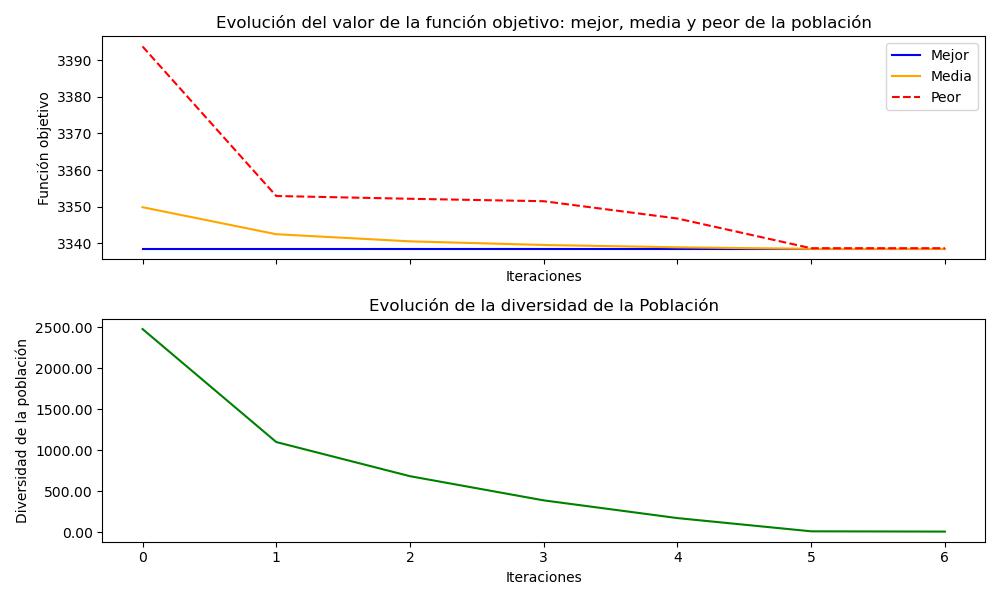 Evolución del valor de la función objetivo: mejor, media y peor de la población
Función objetivo
3390
3380
3370
3360
3350
3340
Mejor
Media
Peor
Iteraciones
Evolución de la diversidad de la Población
Diversidad de la población
2500.00
2000.00
1500.00
1000.00
500.00
0.00
0 1 2 3 4 5 6
Iteraciones